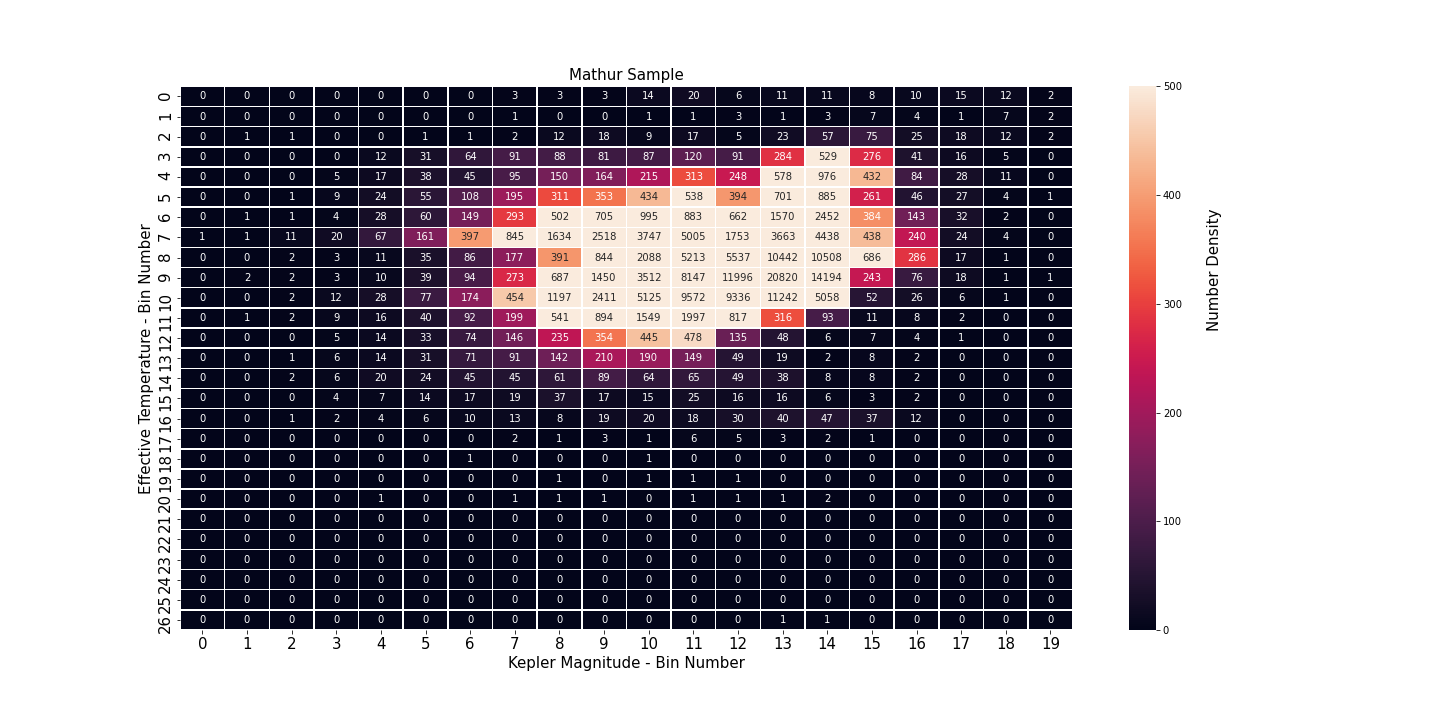 Mathur Sample
0 0 0 0 0 0 0 0 3 3 3 14 20 6 11 11 8 10 15 12 2
1 0 0 0 0 0 0 0 1 0 0 1 1 3 1 3 7 4 1 7 2
2 0 1 1 0 0 1 1 2 12 18 9 17 5 23 57 75 25 18 12 2
3 0 0 0 0 12 31 64 91 88 81 87 120 91 284 529 276 41 16 5 0
4 0 0 0 5 17 38 45 95 150 164 215 313 248 578 976 432 84 28 11 0
5 0 0 1 9 24 55 108 195 311 353 434 538 394 701 885 261 46 27 4 1
6 0 1 1 4 28 60 149 293 502 705 995 883 662 1570 2452 384 143 32 2 0
7 1 1 11 20 67 161 397 845 1634 2518 3747 5005 1753 3663 4438 438 240 24 4 0
8 0 0 2 3 11 35 86 177 391 844 2088 5213 5537 10442 10508 686 286 17 1 0
9 0 2 2 3 10 39 94 273 687 1450 3512 8147 11996 20820 14194 243 76 18 1 1
10 0 0 2 12 28 77 174 454 1197 2411 5125 9572 9336 11242 5058 52 26 6 1 0
11 0 1 2 9 16 40 92 199 541 894 1549 1997 817 316 93 11 8 2 0 0
12 0 0 0 5 14 33 74 146 235 354 445 478 135 48 6 7 4 1 0 0
13 0 0 1 6 14 31 71 91 142 210 190 149 49 19 2 8 2 0 0 0
14 0 0 2 6 20 24 45 45 61 89 64 65 49 38 8 8 2 0 0 0
15 0 0 0 4 7 14 17 19 37 17 15 25 16 16 6 3 2 0 0 0
16 0 0 1 2 4 6 10 13 8 19 20 18 30 40 47 37 12 0 0 0
17 0 0 0 0 0 0 0 2 1 3 1 6 5 3 2 1 0 0 0 0
18 0 0 0 0 0 0 1 0 0 0 1 0 0 0 0 0 0 0 0 0
19 0 0 0 0 0 0 0 0 1 0 1 1 1 0 0 0 0 0 0 0
20 0 0 0 0 1 0 0 1 1 1 0 1 1 1 2 0 0 0 0 0
21 0 0 0 0 0 0 0 0 0 0 0 0 0 0 0 0 0 0 0 0
22 0 0 0 0 0 0 0 0 0 0 0 0 0 0 0 0 0 0 0 0
23 0 0 0 0 0 0 0 0 0 0 0 0 0 0 0 0 0 0 0 0
24 0 0 0 0 0 0 0 0 0 0 0 0 0 0 0 0 0 0 0 0
25 0 0 0 0 0 0 0 0 0 0 0 0 0 0 0 0 0 0 0 0
26 0 0 0 0 0 0 0 0 0 0 0 0 0 1 1 0 0 0 0 0
0 1 2 3 4 5 6 7 8 9 10 11 12 13 14 15 16 17 18 19
Kepler Magnitude - Bin Number
Effective Temperature - Bin Number
500
400
300
200
100
0
Number Density